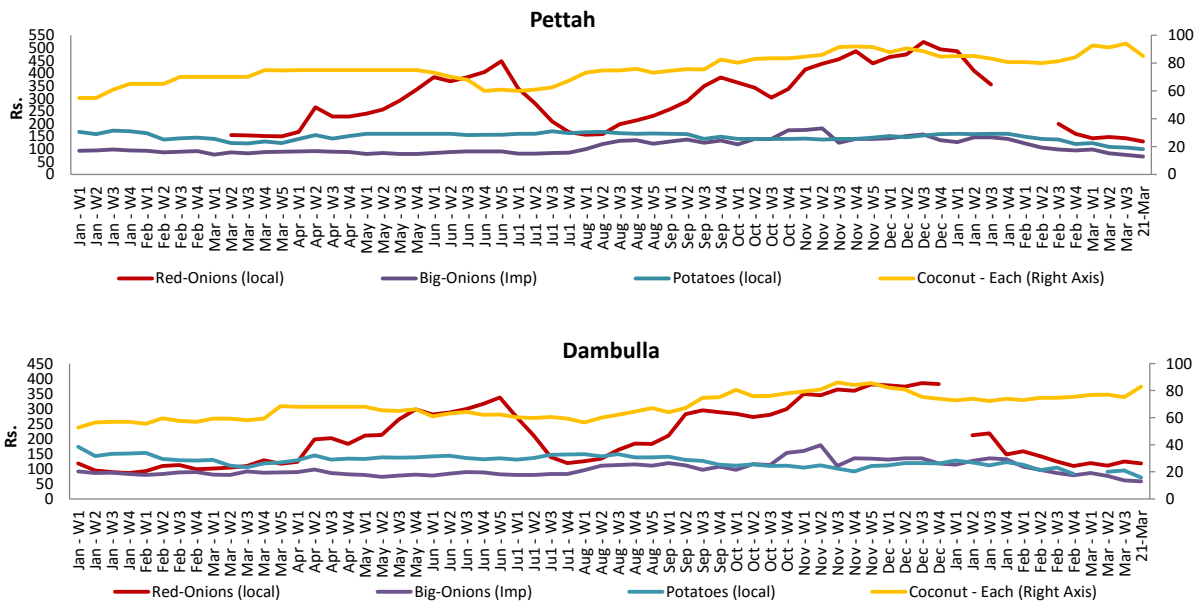 Pettah
550
500
450
400
350
300
250
200
150
100
50
0
Rs.
100
80
60
40
20
0
Jan - W1
Jan - W2
Jan - W3
Jan - W4
Feb - W1
Feb - W2
Feb - W3
Feb - W4
Mar - W1
Mar - W2
Mar - W3
Mar - W4
Mar - W5
Apr - W1
Apr - W2
Apr - W4
Apr - W4
May - W1
May - W2
May - W3
May - W4
Jun - W1
Jun - W2
Jun - W3
Jun - W4
Jun - W5
Ju1 - W1
Ju1 - W2
Ju1 - W3
Ju1 - W4
Aug - W1
Aug - W2
Aug - W3
Aug - W4
Aug - W5
Sep - W1
Sep - W2
Sep - W3
Sep - W4
Oct - W1
Oct - W2
Oct - W3
Oct - W4
Nov - W1
Nov - W2
Nov - W3
Nov - W4
Nov - W5
Dec - W1
Dec - W2
Dec - W3
Dec - W4
Jan - W1
Jan - W2
Jan - W3
Jan - W4
Feb - W1
Feb - W2
Feb - W3
Feb - W4
Mar - W1
Mar - W2
Mar - W3
21-Mar
Red-Onions (local)
Big-Onions (Imp)
Potatoes (local)
Coconut - Each (Right Axis)
Dambulla
450
400
350
300
250
200
150
100
50
0
Rs.
100
80
60
40
20
0
Jan - W1
Jan - W2
Jan - W3
Jan - W4
Feb - W1
Feb - W2
Feb - W3
Feb - W4
Mar - W1
Mar - W2
Mar - W3
Mar - W4
Mar - W5
Apr - W1
Apr - W2
Apr - W3
Apr - W4
May - W1
May - W2
May - W3
May - W4
Jun - W1
Jun - W2
Jun - W3
Jun - W4
Jun - W5
Ju1 - W1
Ju1 - W2
Ju1 - W3
Ju1 - W4
Aug - W1
Aug - W2
Aug - W3
Aug - W4
Aug - W5
Sep - W1
Sep - W2
Sep - W3
Sep - W4
Oct - W1
Oct - W2
Oct - W3
Oct - W4
Nov - W1
Nov - W2
Nov - W3
Nov - W4
Nov - W5
Dec - W1
Dec - W2
Dec - W3
Dec - W4
Jan - W1
Jan - W2
Jan - W3
Jan - W4
Feb - W1
Feb - W2
Feb - W3
Feb - W4
Mar - W1
Mar - W2
Mar - W3
21-Mar
Red-Onions (local)
Big-Onions (Imp)
Potatoes (local)
Coconut - Each (Right Axis)